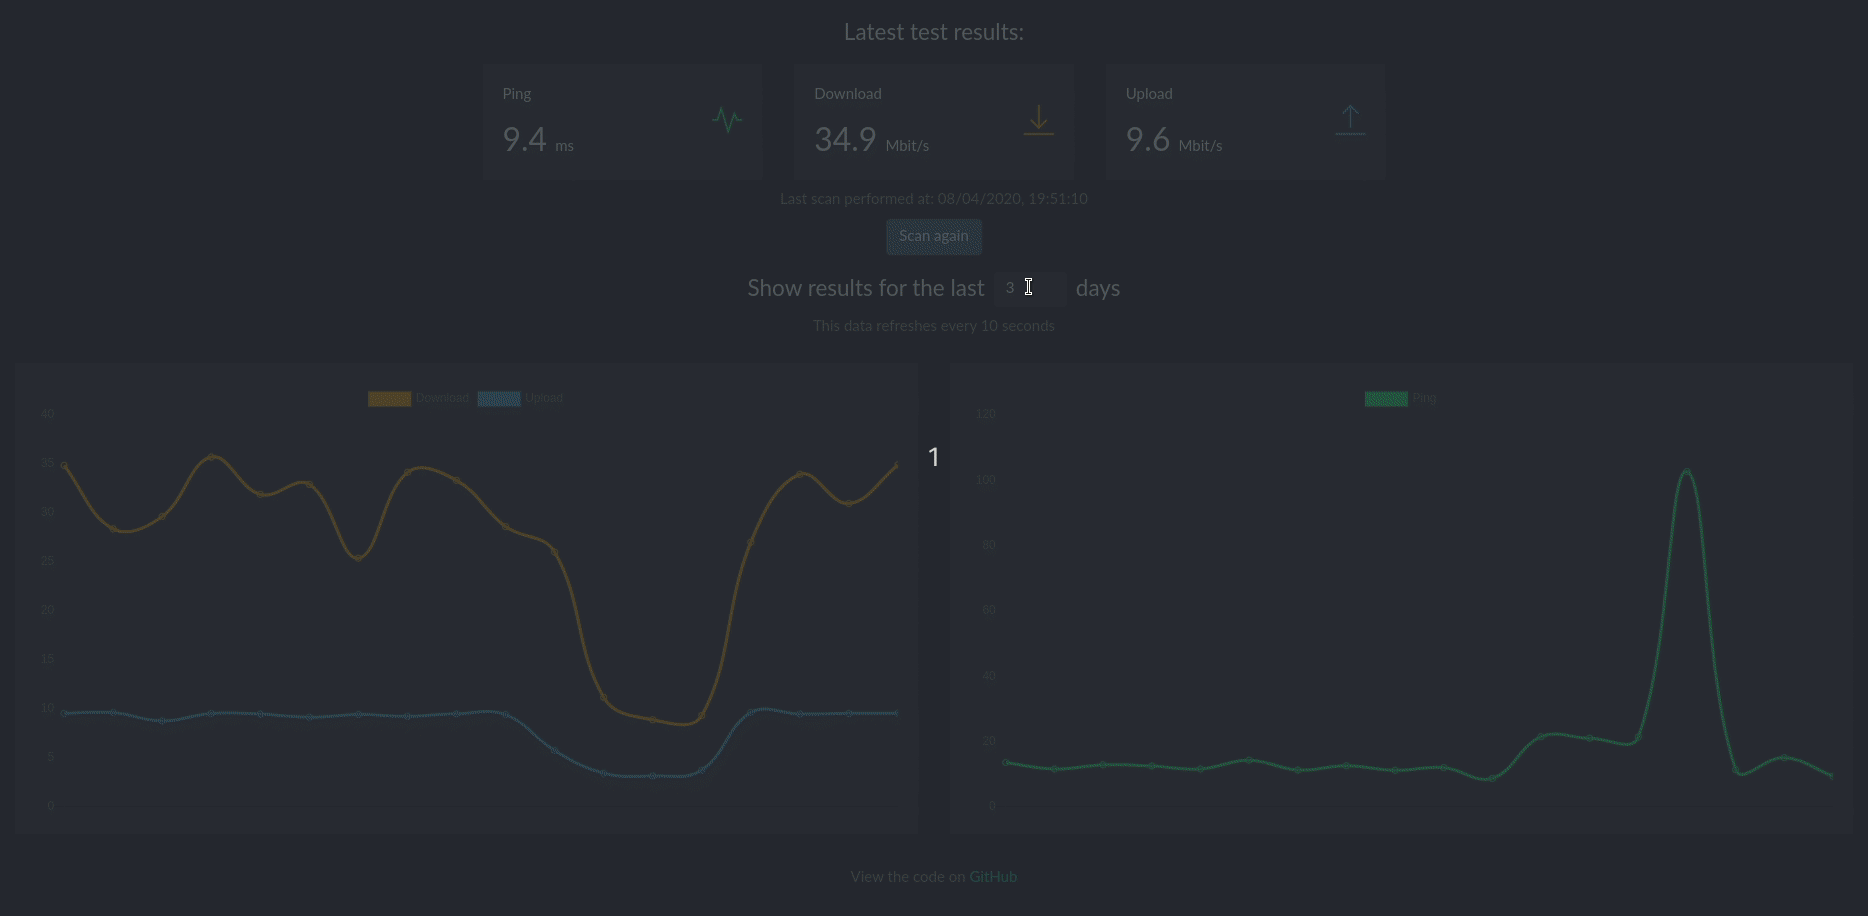 Latest test results:
Ping
9.4 ms
Download
34.9 Mbit/s
Upload
9.6 Mbit/s
Last scan performed at: 08/04/2020, 19:51:10
Scan again
Show results for the last 3 days
This data refreshes every 10 seconds
Download Upload
40
35
30
25
20
15
10
5
0
1
Ping
120
100
80
60
40
20
0
View the code on GitHub